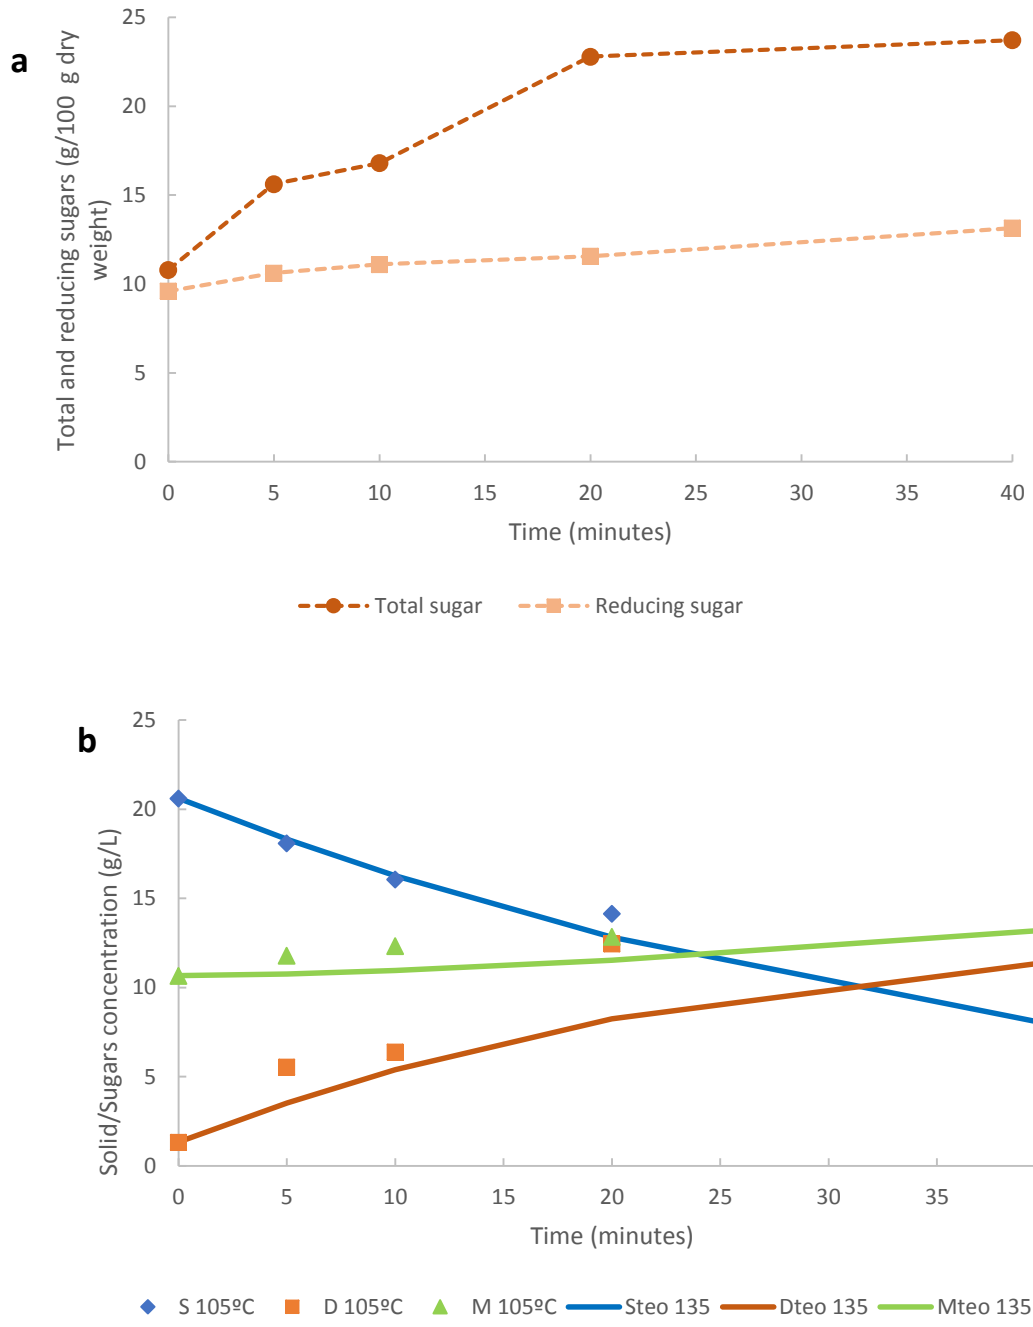 a
Total and reducing sugars (g/100 g dry
weight)
25
20
15
10
5
0
0 5 10 15 20 25 30 35 40
Time (minutes)
Total sugar Reducing sugar
b
Solid/Sugars concentration (g/L)
25
20
15
10
5
0
0 5 10 15 20 25 30 35
Time (minutes)
S 105ºC D 105ºC M 105ºC Steo 135 Dteo 135 Mteo 135